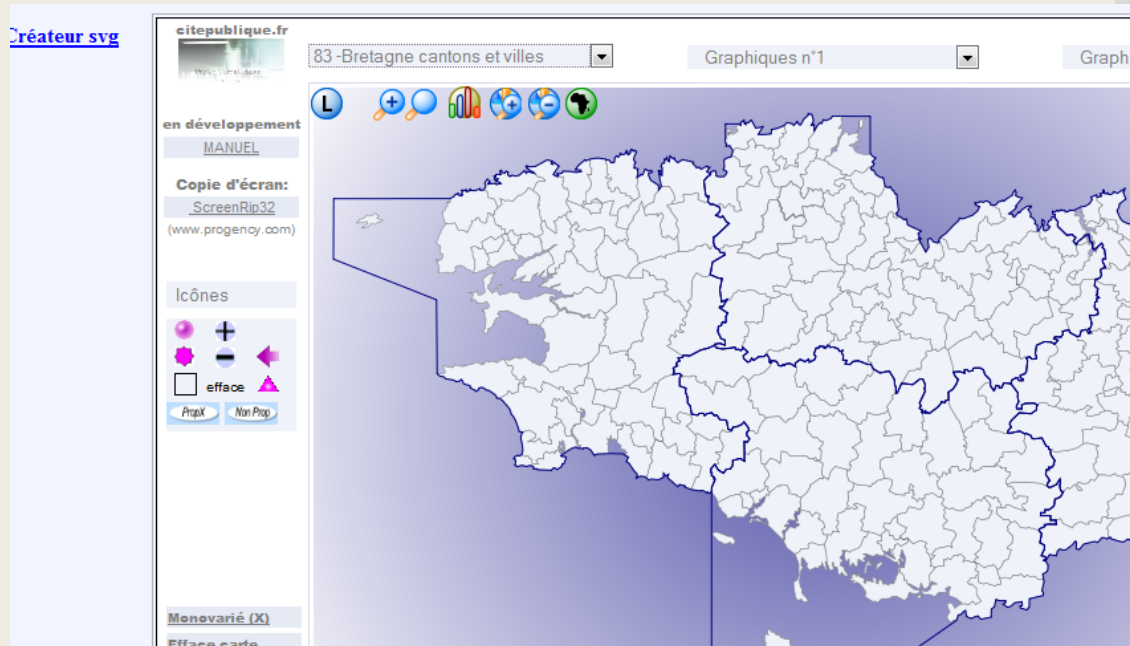 Créateur svg
citepublique.fr
83 -Bretagne cantons et villes
Graphiques n°1
Graph
L
en développement
MANUEL
Copie d'écran:
ScreenRip32
(www.progency.com)
Icônes
efface
PropX
Non Prop
Monovarié (X)
Efface carte